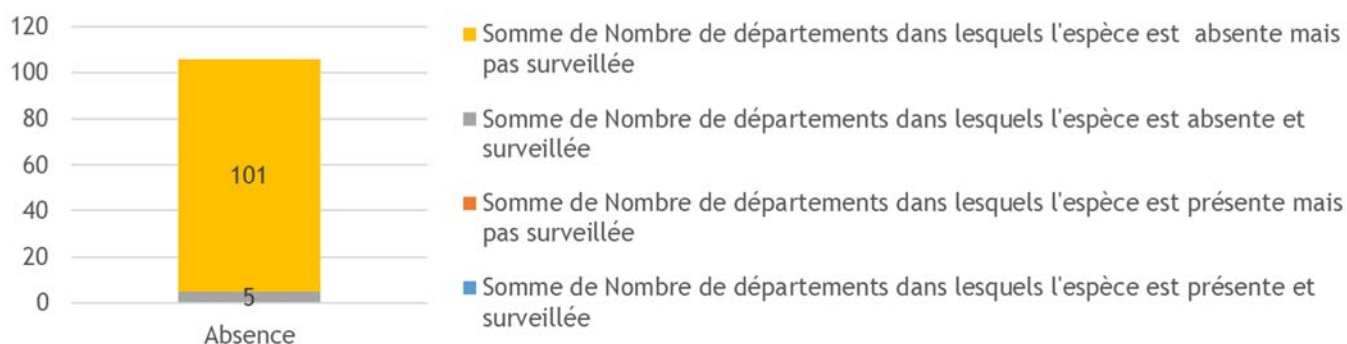 120
100
80
60
40
20
0
101
5
Absence
Somme de Nombre de départements dans lesquels l'espèce est  absente mais
pas surveillée
Somme de Nombre de départements dans lesquels l'espèce est absente et
surveillée
Somme de Nombre de départements dans lesquels l'espèce est présente mais
pas surveillée
Somme de Nombre de départements dans lesquels l'espèce est présente et
surveillée